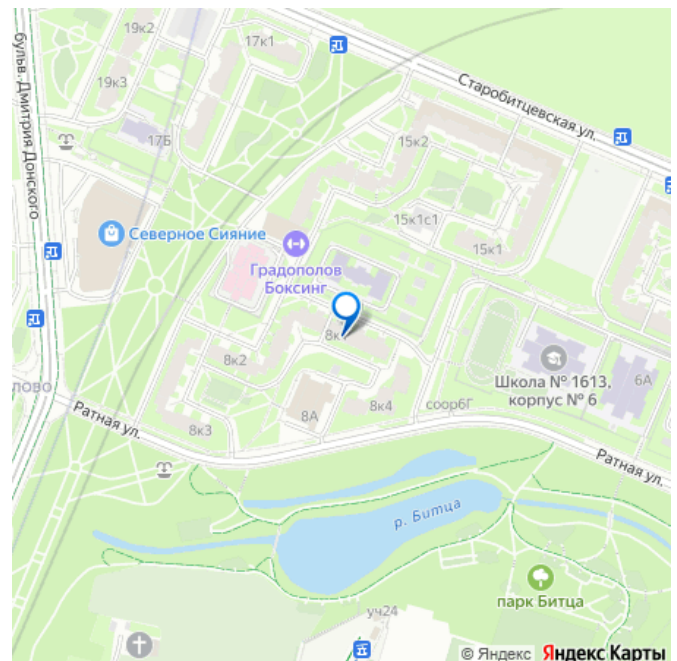 19к2
17к1
19к3
бульв. Дмитрия Донского
17Б
Старобитцевская ул.
15к2
15к1с1
15к1
Северное Сияние
Градополов
Боксинг
8к2
8А
8к4
8к3
соорбГ
Школа № 1613,
корпус № 6
6А
ЛОВО
Ратная ул.
Ратная ул.
р. Битца
парк Битца
уч24
© Яндекс Яндекс Карты